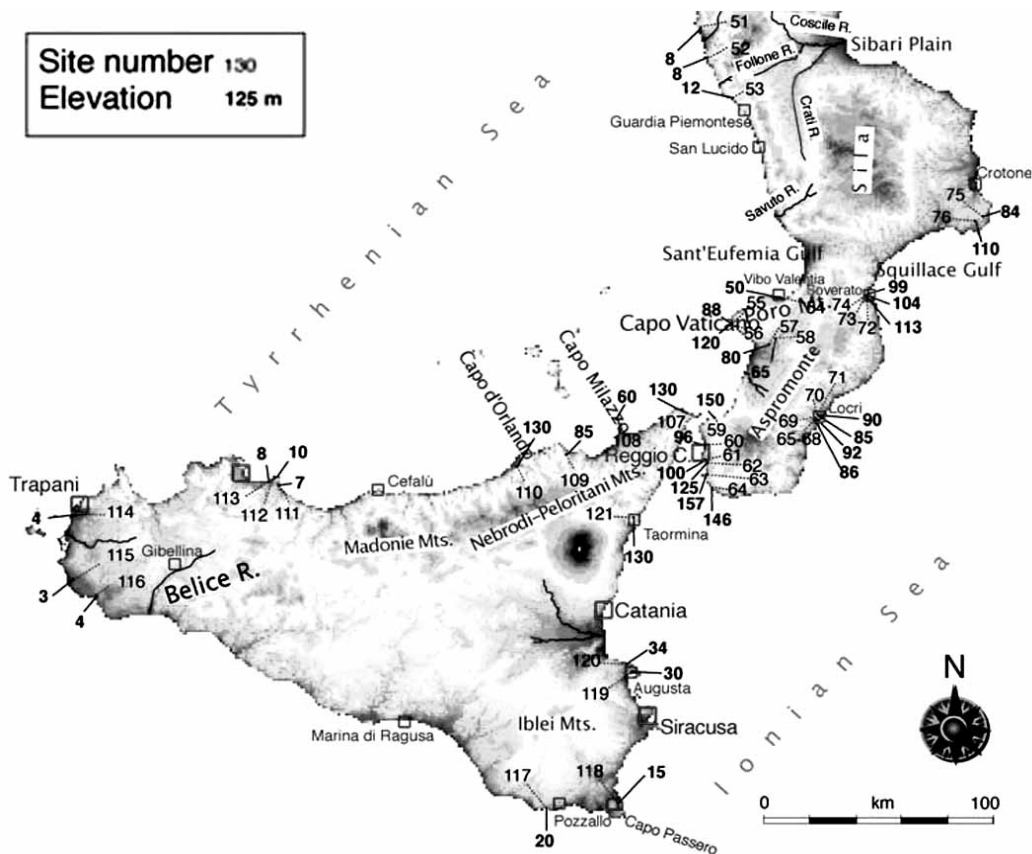 Site number 130
Elevation 125 m
Tyrrhenian Sea
Ionian Sea
51
8
52
8
Coscile R.
Sibari Plain
Follone R.
12
53
Guardia Piemontese
San Lucido
Crati R.
Sila
Savuto R.
Crotone
75
84
76
110
Sant'Eufemia Gulf
Squillace Gulf
Vibo Valentia
Soverato
50
55
Poro Mt.
54
74
99
104
113
73
72
88
Capo Vaticano
56
120
57
58
80
65
Aspromonte
71
70
Locri
69
90
65-68
85
92
86
Capo d'Orlando
Capo Milazzo
60
130
150
107
59
108
96
60
Reggio C.
61
100
62
125
63
157
64
146
130
85
110
109
Nebrodi-Peloritani Mts.
Madonie Mts.
Cefalù
8
10
7
113
112
111
Trapani
4
114
115
Gibellina
116
3
4
Belice R.
121
Taormina
130
Catania
34
120
30
119
Augusta
Iblei Mts.
Siracusa
Marina di Ragusa
117
118
15
20
Pozzallo
Capo Passero
N
0 km 100